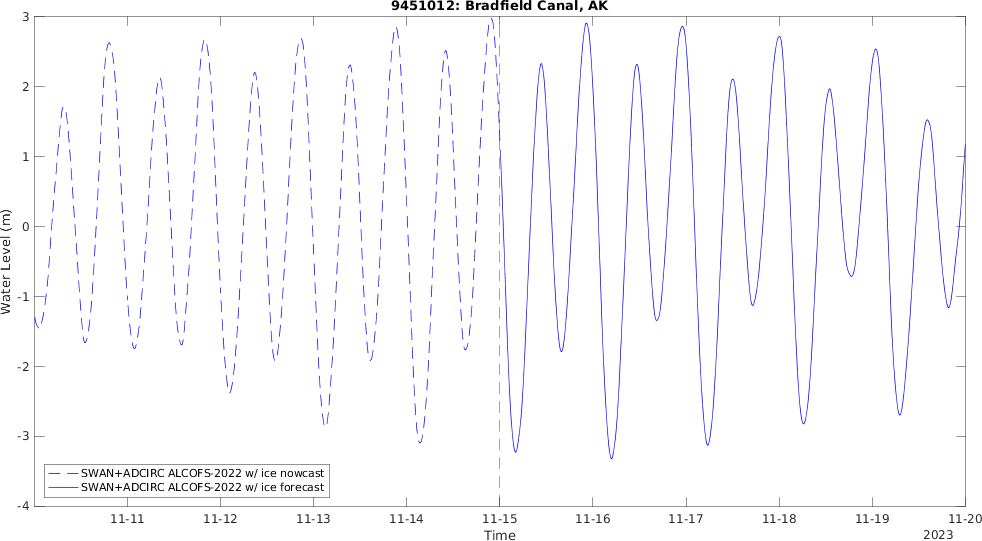 9451012: Bradfield Canal, AK
3
2
1
0
-1
-2
-3
-4
Water Level (m)
SWAN+ADCIRC ALCOFS-2022 w/ ice nowcast
SWAN+ADCIRC ALCOFS-2022 w/ ice forecast
11-11 11-12 11-13 11-14 11-15 11-16 11-17 11-18 11-19 11-20
Time
2023